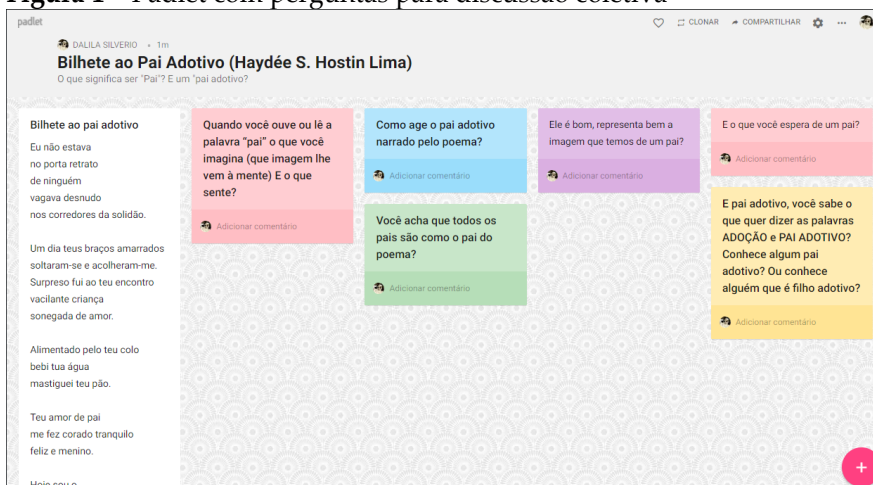 Figura 1 - Padlet com perguntas para discussão coletiva
padlet
CLONAR
COMPARTILHAR
DALILA SILVERIO • 1m
Bilhete ao Pai Adotivo (Haydée S. Hostin Lima)
O que significa ser "Pai"? E um "pai adotivo?
Bilhete ao pai adotivo
Eu não estava
no porta retrato
de ninguém
vagava desnudo
nos corredores da solidão.
Um dia teus braços amarrados
soltaram-se e acolheram-me.
Surpreso fui ao teu encontro
vacilante criança
sonegada de amor.
Alimentado pelo teu colo
bebi tua água
mastiguei teu pão.
Teu amor de pai
me fez corado tranquilo
feliz e menino.
Hoje sou o
Quando você ouve ou lê a
palavra “pai” o que você
imagina (que imagem lhe
vem à mente) E o que
sente?
Adicionar comentário
Como age o pai adotivo
narrado pelo poema?
Adicionar comentário
Você acha que todos os
pais são como o pai do
poema?
Adicionar comentário
Ele é bom, representa bem a
imagem que temos de um pai?
Adicionar comentário
E o que você espera de um pai?
Adicionar comentário
E pai adotivo, você sabe o
que quer dizer as palavras
ADOÇÃO e PAI ADOTIVO?
Conhece algum pai
adotivo? Ou conhece
alguém que é filho adotivo?
Adicionar comentário